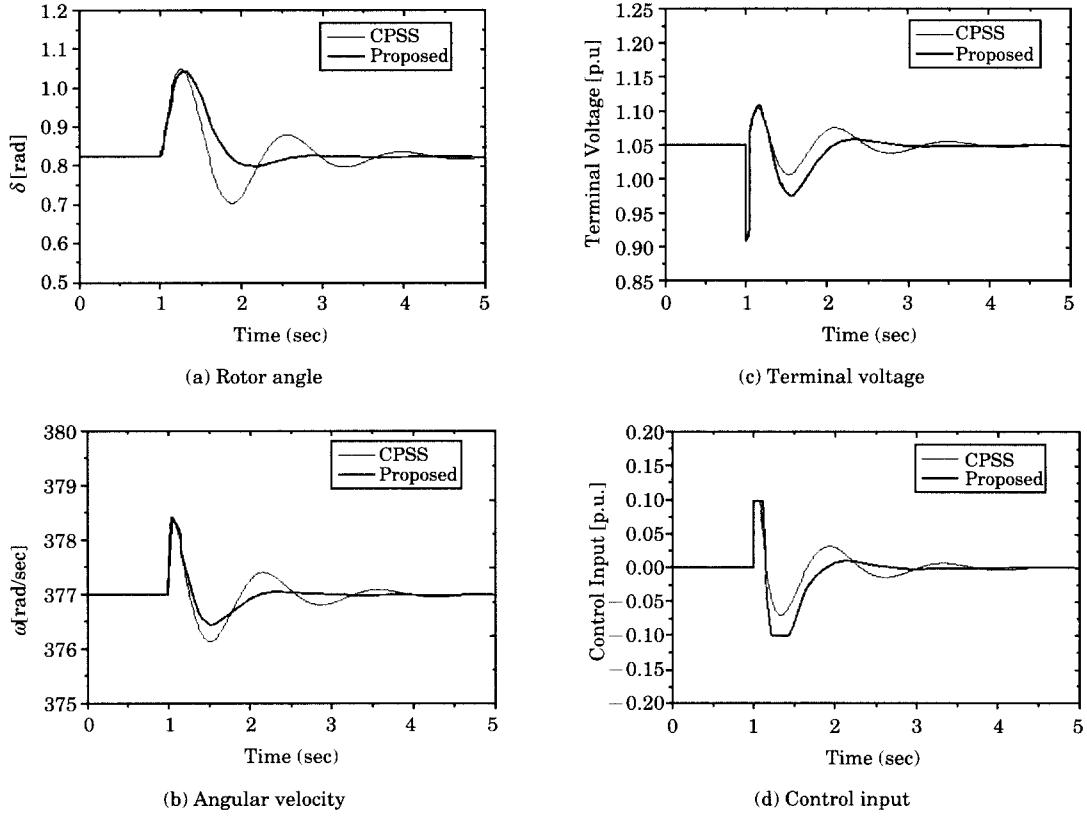 1.2
1.1
1.0
0.9
0.8
0.7
0.6
0.5
δ[rad]
CPSS
Proposed
0 1 2 3 4 5
Time (sec)
(a) Rotor angle
1.25
1.20
1.15
1.10
1.05
1.00
0.95
0.90
0.85
Terminal Voltage [p.u]
CPSS
Proposed
0 1 2 3 4 5
Time (sec)
(c) Terminal voltage
380
379
378
377
376
375
ω[rad/sec]
CPSS
Proposed
0 1 2 3 4 5
Time (sec)
(b) Angular velocity
0.20
0.15
0.10
0.05
0.00
−0.05
−0.10
−0.15
−0.20
Control Input [p.u.]
CPSS
Proposed
0 1 2 3 4 5
Time (sec)
(d) Control input